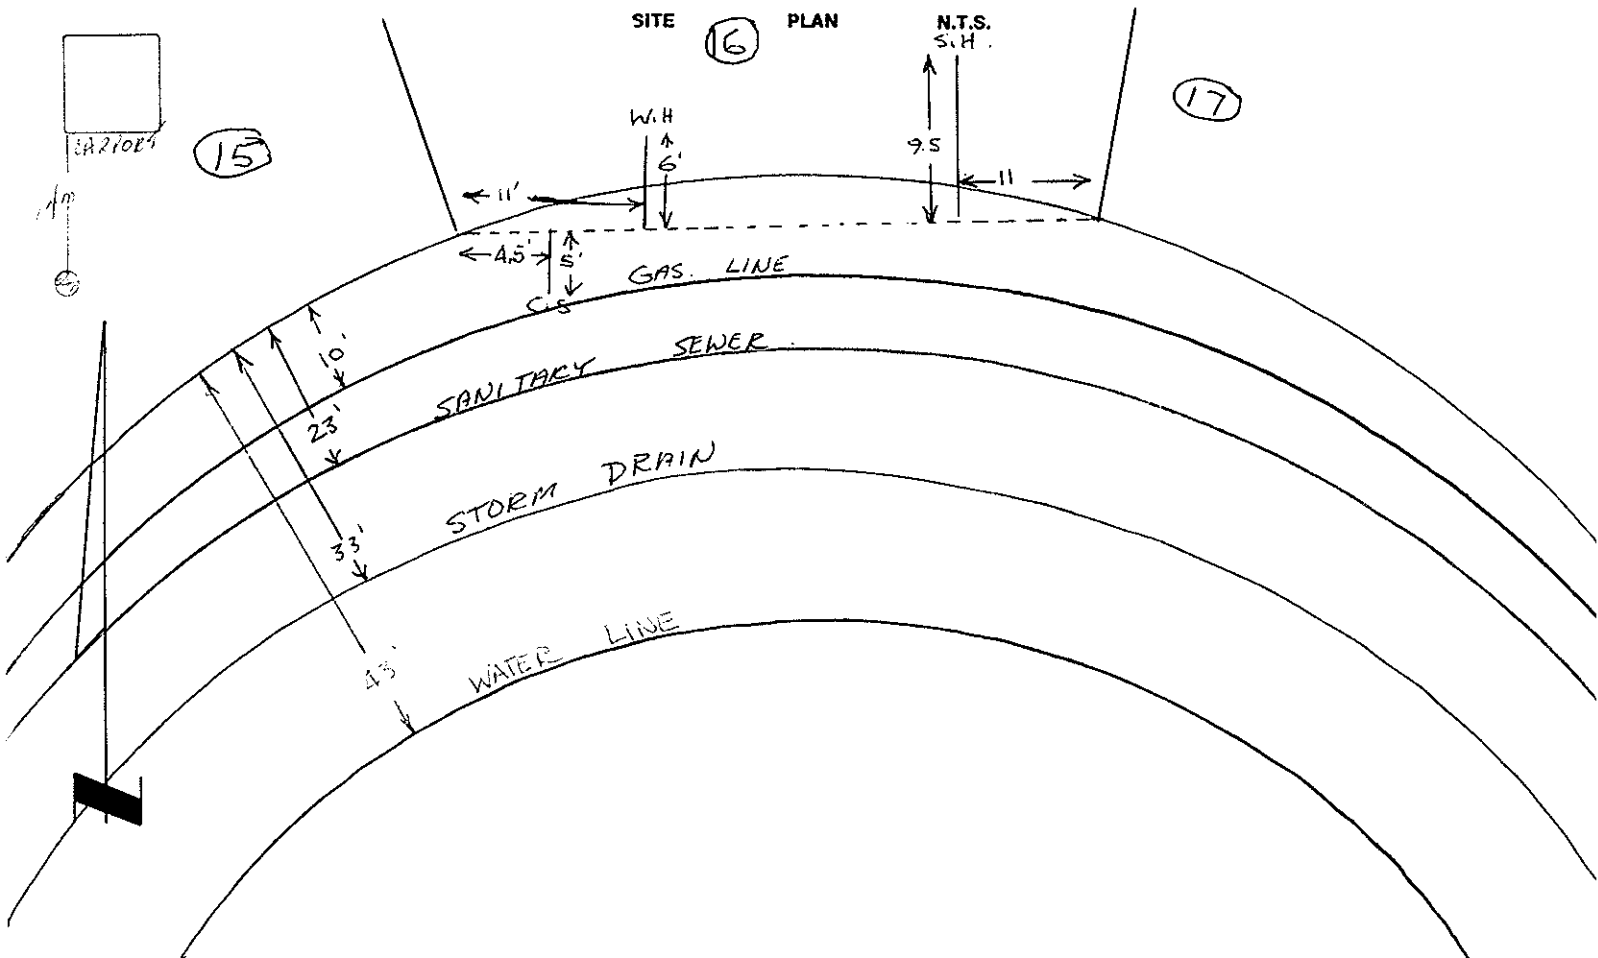 SITE PLAN N.T.S.
16
S.H.
17
W.H
15
9.5
6'
11'
11
4.5'
5'
C.S
GAS. LINE
10'
SANITARY SEWER
23'
STORM DRAIN
33'
WATER LINE
43'